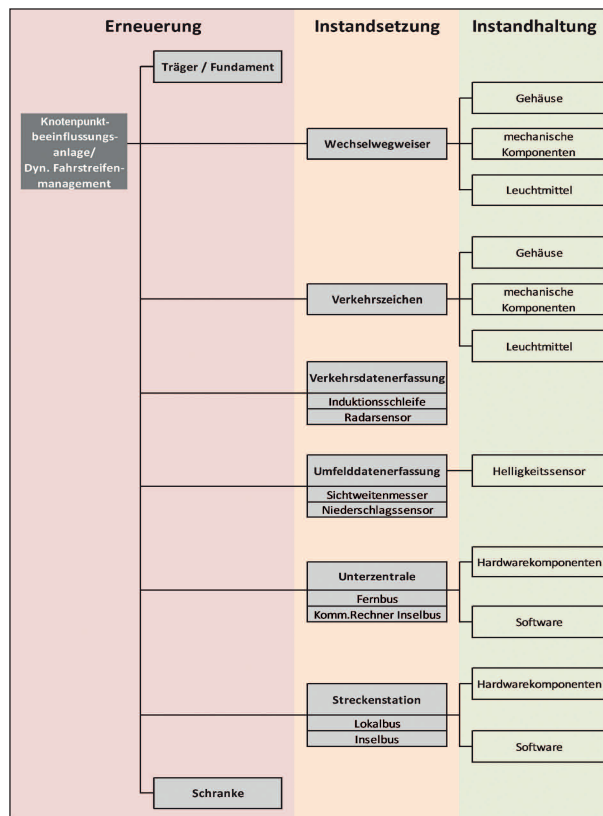 Erneuerung
Instandsetzung
Instandhaltung
Träger / Fundament
Knotenpunkt-
beeinflussungs-
anlage/
Dyn. Fahrstreifen-
management
Wechselwegweiser
Gehäuse
mechanische
Komponenten
Leuchtmittel
Verkehrszeichen
Gehäuse
mechanische
Komponenten
Leuchtmittel
Verkehrsdatenerfassung
Induktionsschleife
Radarsensor
Umfelddatenerfassung
Sichtweitenmesser
Niederschlagssensor
Helligkeitssensor
Unterzentrale
Fernbus
Komm.Rechner Inselbus
Hardwarekomponenten
Software
Streckenstation
Lokalbus
Inselbus
Hardwarekomponenten
Software
Schranke